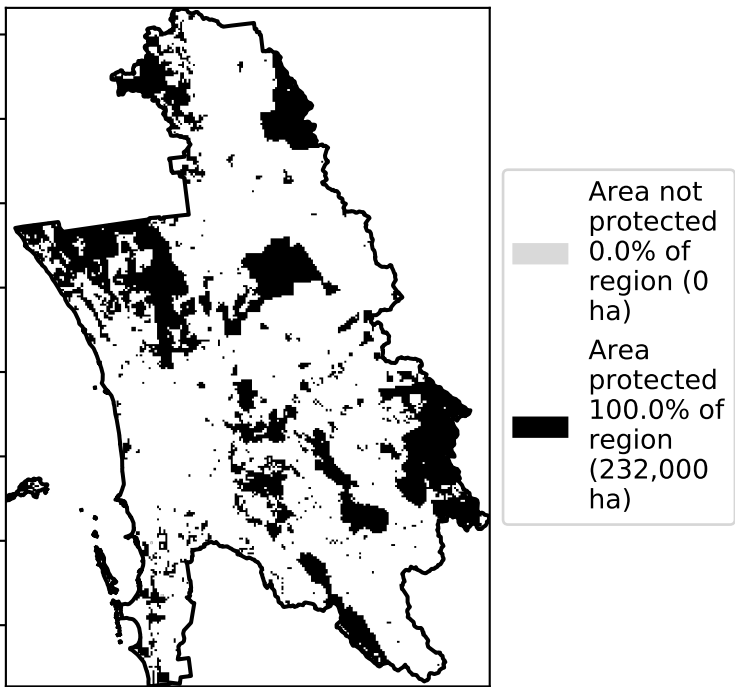 Area not
protected
0.0% of
region (0
ha)
Area
protected
100.0% of
region
(232,000
ha)